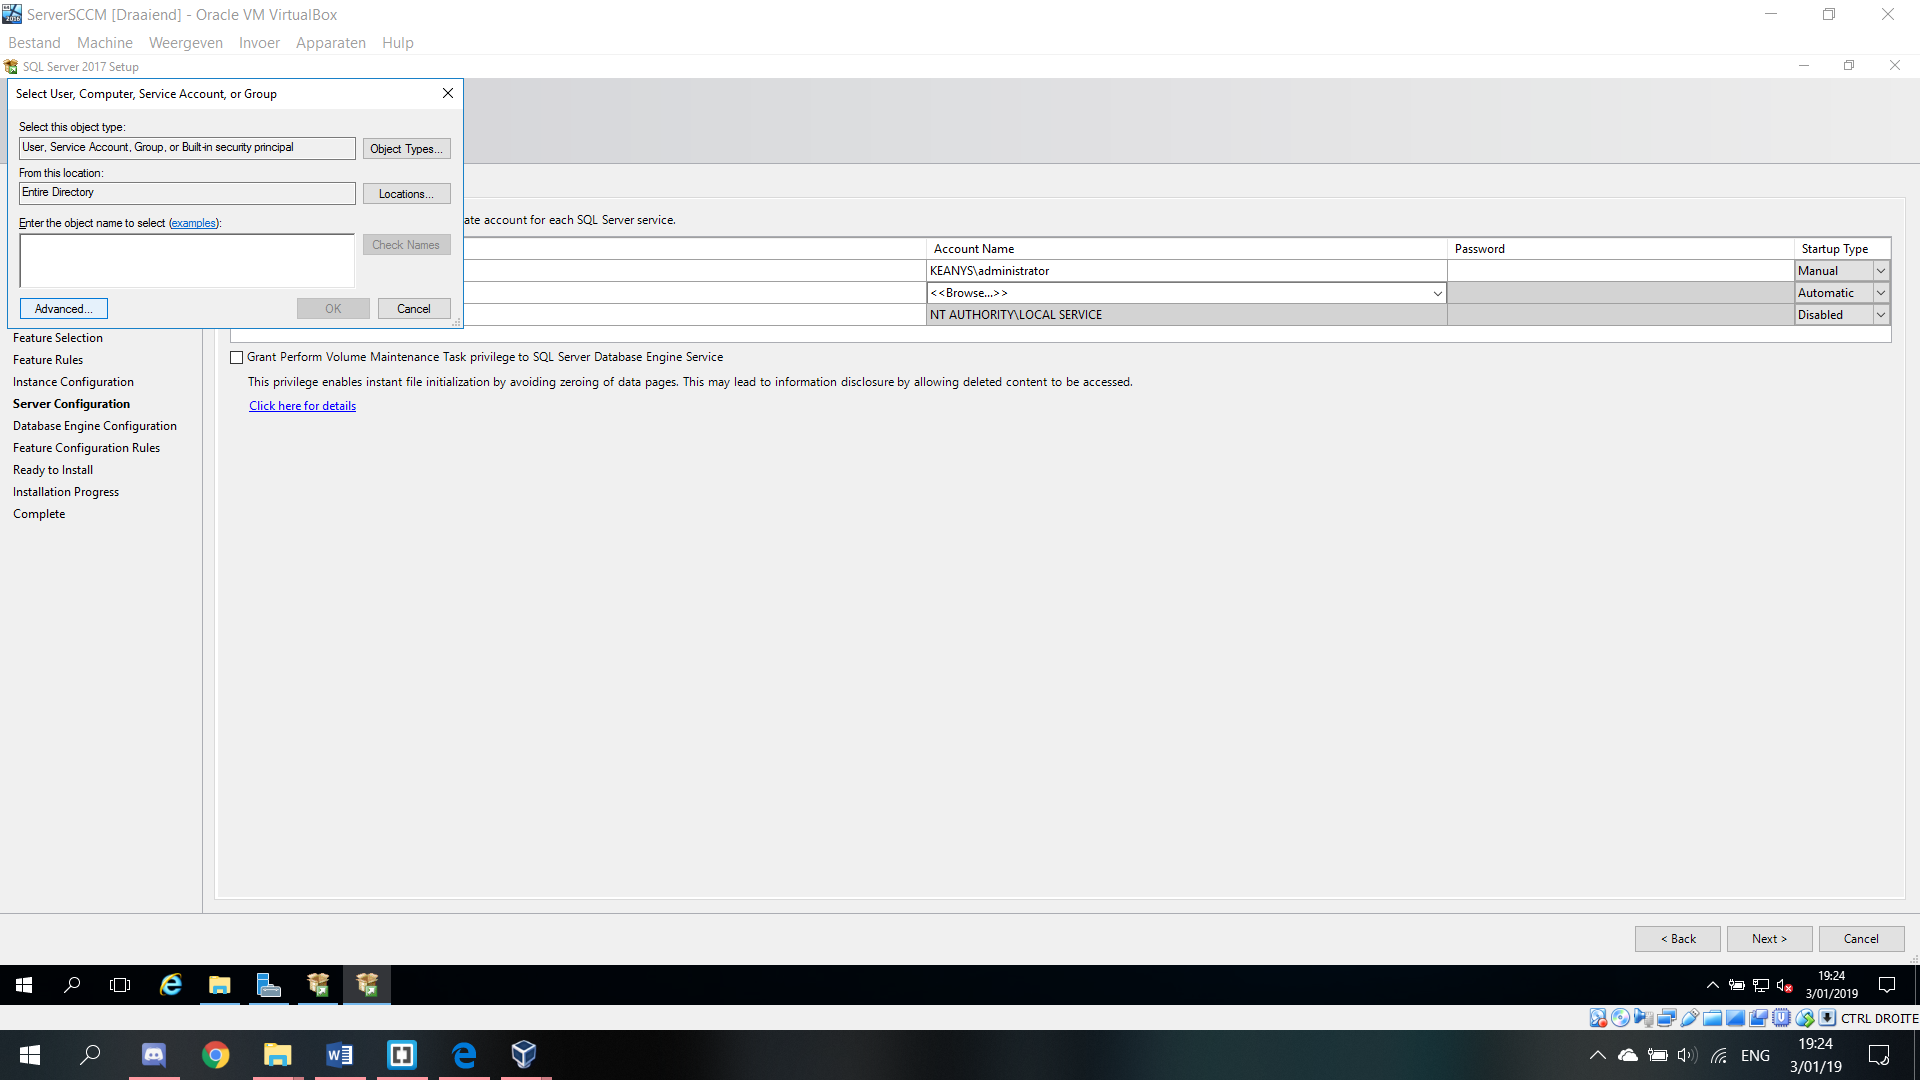 ServerSCCM [Draaiend] - Oracle VM VirtualBox
Bestand Machine Weergeven Invoer Apparaten Hulp
SQL Server 2017 Setup
Select User, Computer, Service Account, or Group
Select this object type:
User, Service Account, Group, or Built-in security principal
Object Types...
From this location:
Entire Directory
Locations...
Enter the object name to select (examples):
Check Names
Advanced...
OK
Cancel
ate account for each SQL Server service.
Account Name Password Startup Type
KEANYS\administrator Manual
<<Browse...>> Automatic
NT AUTHORITY\LOCAL SERVICE Disabled
Grant Perform Volume Maintenance Task privilege to SQL Server Database Engine Service
This privilege enables instant file initialization by avoiding zeroing of data pages. This may lead to information disclosure by allowing deleted content to be accessed.
Click here for details
Feature Selection
Feature Rules
Instance Configuration
Server Configuration
Database Engine Configuration
Feature Configuration Rules
Ready to Install
Installation Progress
Complete
< Back
Next >
Cancel
19:24
3/01/2019
CTRL DROITE
ENG
19:24
3/01/19